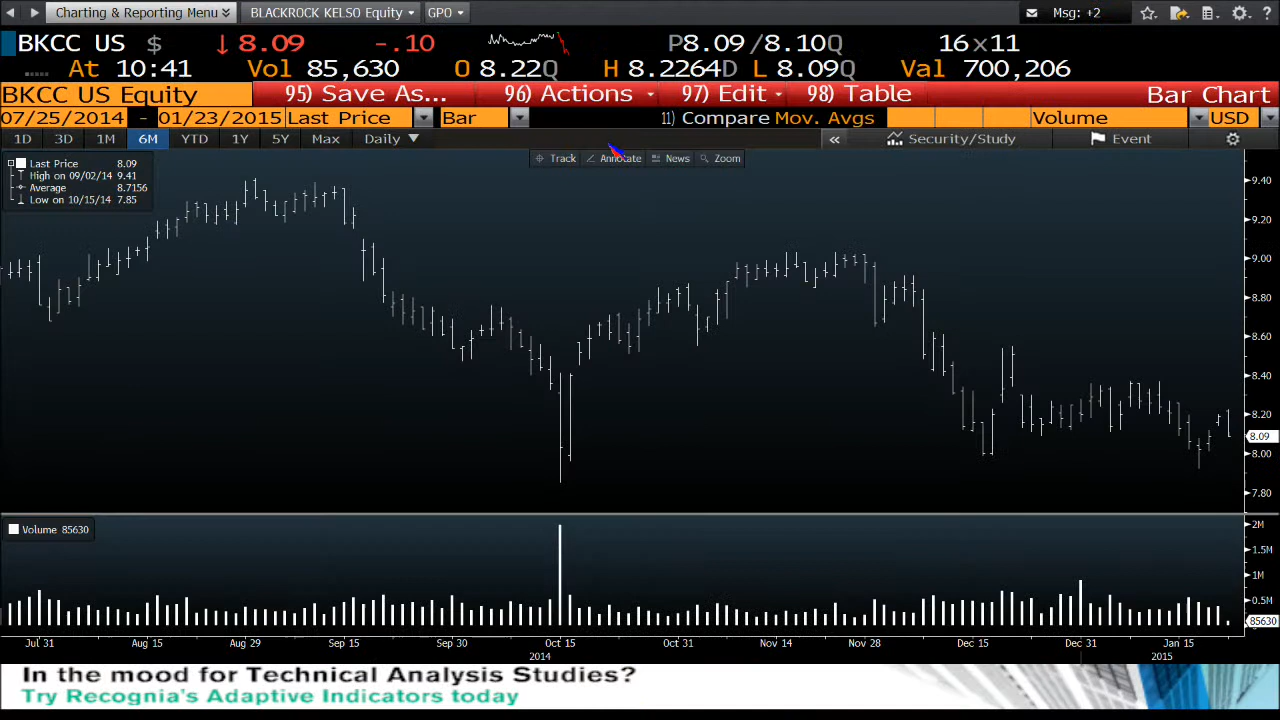 Charting & Reporting Menu BLACKROCK KELSO Equity GPO Msg: +2 ?
BKCC US $ ↓ 8.09 -.10 P8.09 /8.10Q 16x11
At 10:41 Vol 85,630 O 8.22Q H 8.2264D L 8.09Q Val 700,206
BKCC US Equity 95) Save As... 96) Actions 97) Edit 98) Table Bar Chart
07/25/2014 - 01/23/2015 Last Price Bar 11) Compare Mov. Avgs Volume USD
1D 3D 1M 6M YTD 1Y 5Y Max Daily ▼ « Security/Study Event
Track Annotate News Zoom
Last Price 8.09
High on 09/02/14 9.41
Average 8.7156
Low on 10/15/14 7.85
9.40
9.20
9.00
8.80
8.60
8.40
8.20
8.09
8.00
7.80
Volume 85630
2M
1.5M
1M
0.5M
85630
Jul 31 Aug 15 Aug 29 Sep 15 Sep 30 Oct 15 Oct 31 Nov 14 Nov 28 Dec 15 Dec 31 Jan 15
2014 2015
In the mood for Technical Analysis Studies?
Try Recognia's Adaptive Indicators today